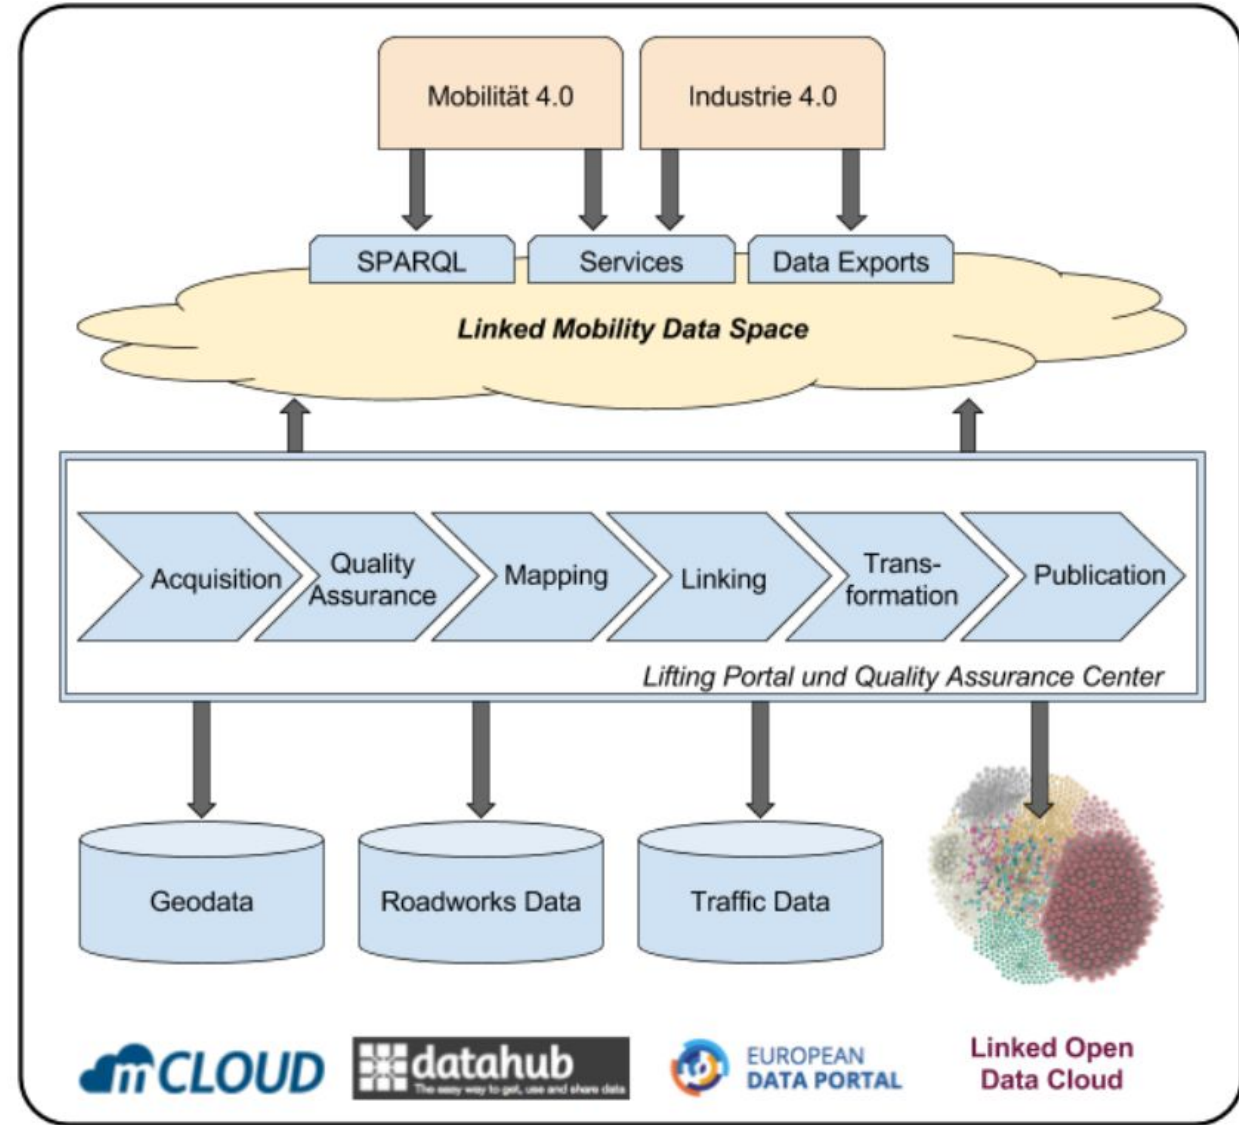 Mobilität 4.0
Industrie 4.0
SPARQL
Services
Data Exports
Linked Mobility Data Space
Acquisition
Quality
Assurance
Mapping
Linking
Trans-
formation
Publication
Lifting Portal und Quality Assurance Center
Geodata
Roadworks Data
Traffic Data
mCLOUD
datahub
The easy way to get, use and share data
EUROPEAN
DATA PORTAL
Linked Open
Data Cloud